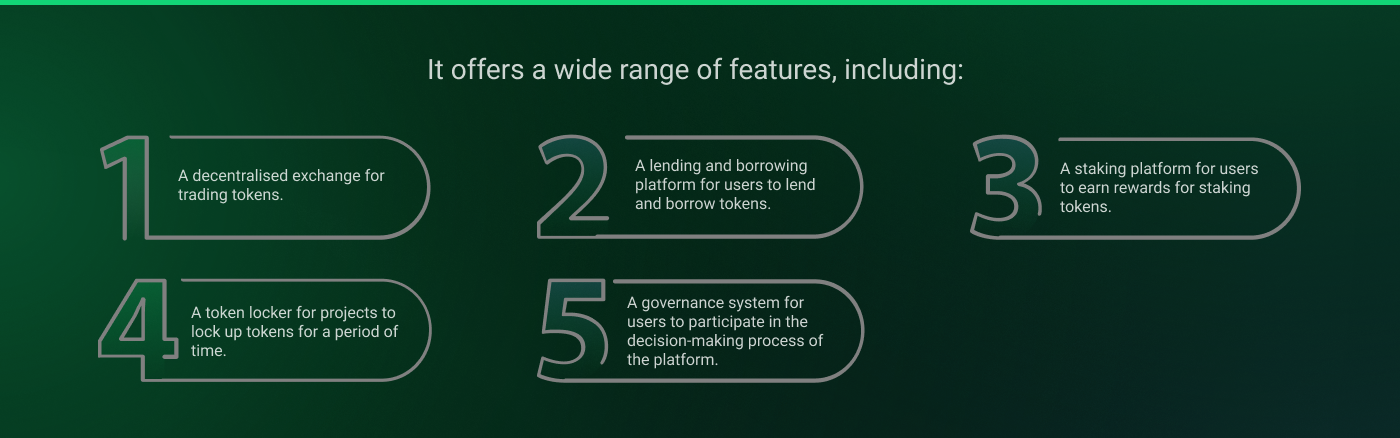 It offers a wide range of features, including:
1
A decentralised exchange for
trading tokens.
2
A lending and borrowing
platform for users to lend
and borrow tokens.
3
A staking platform for users
to earn rewards for staking
tokens.
4
A token locker for projects to
lock up tokens for a period of
time.
5
A governance system for
users to participate in the
decision-making process of
the platform.